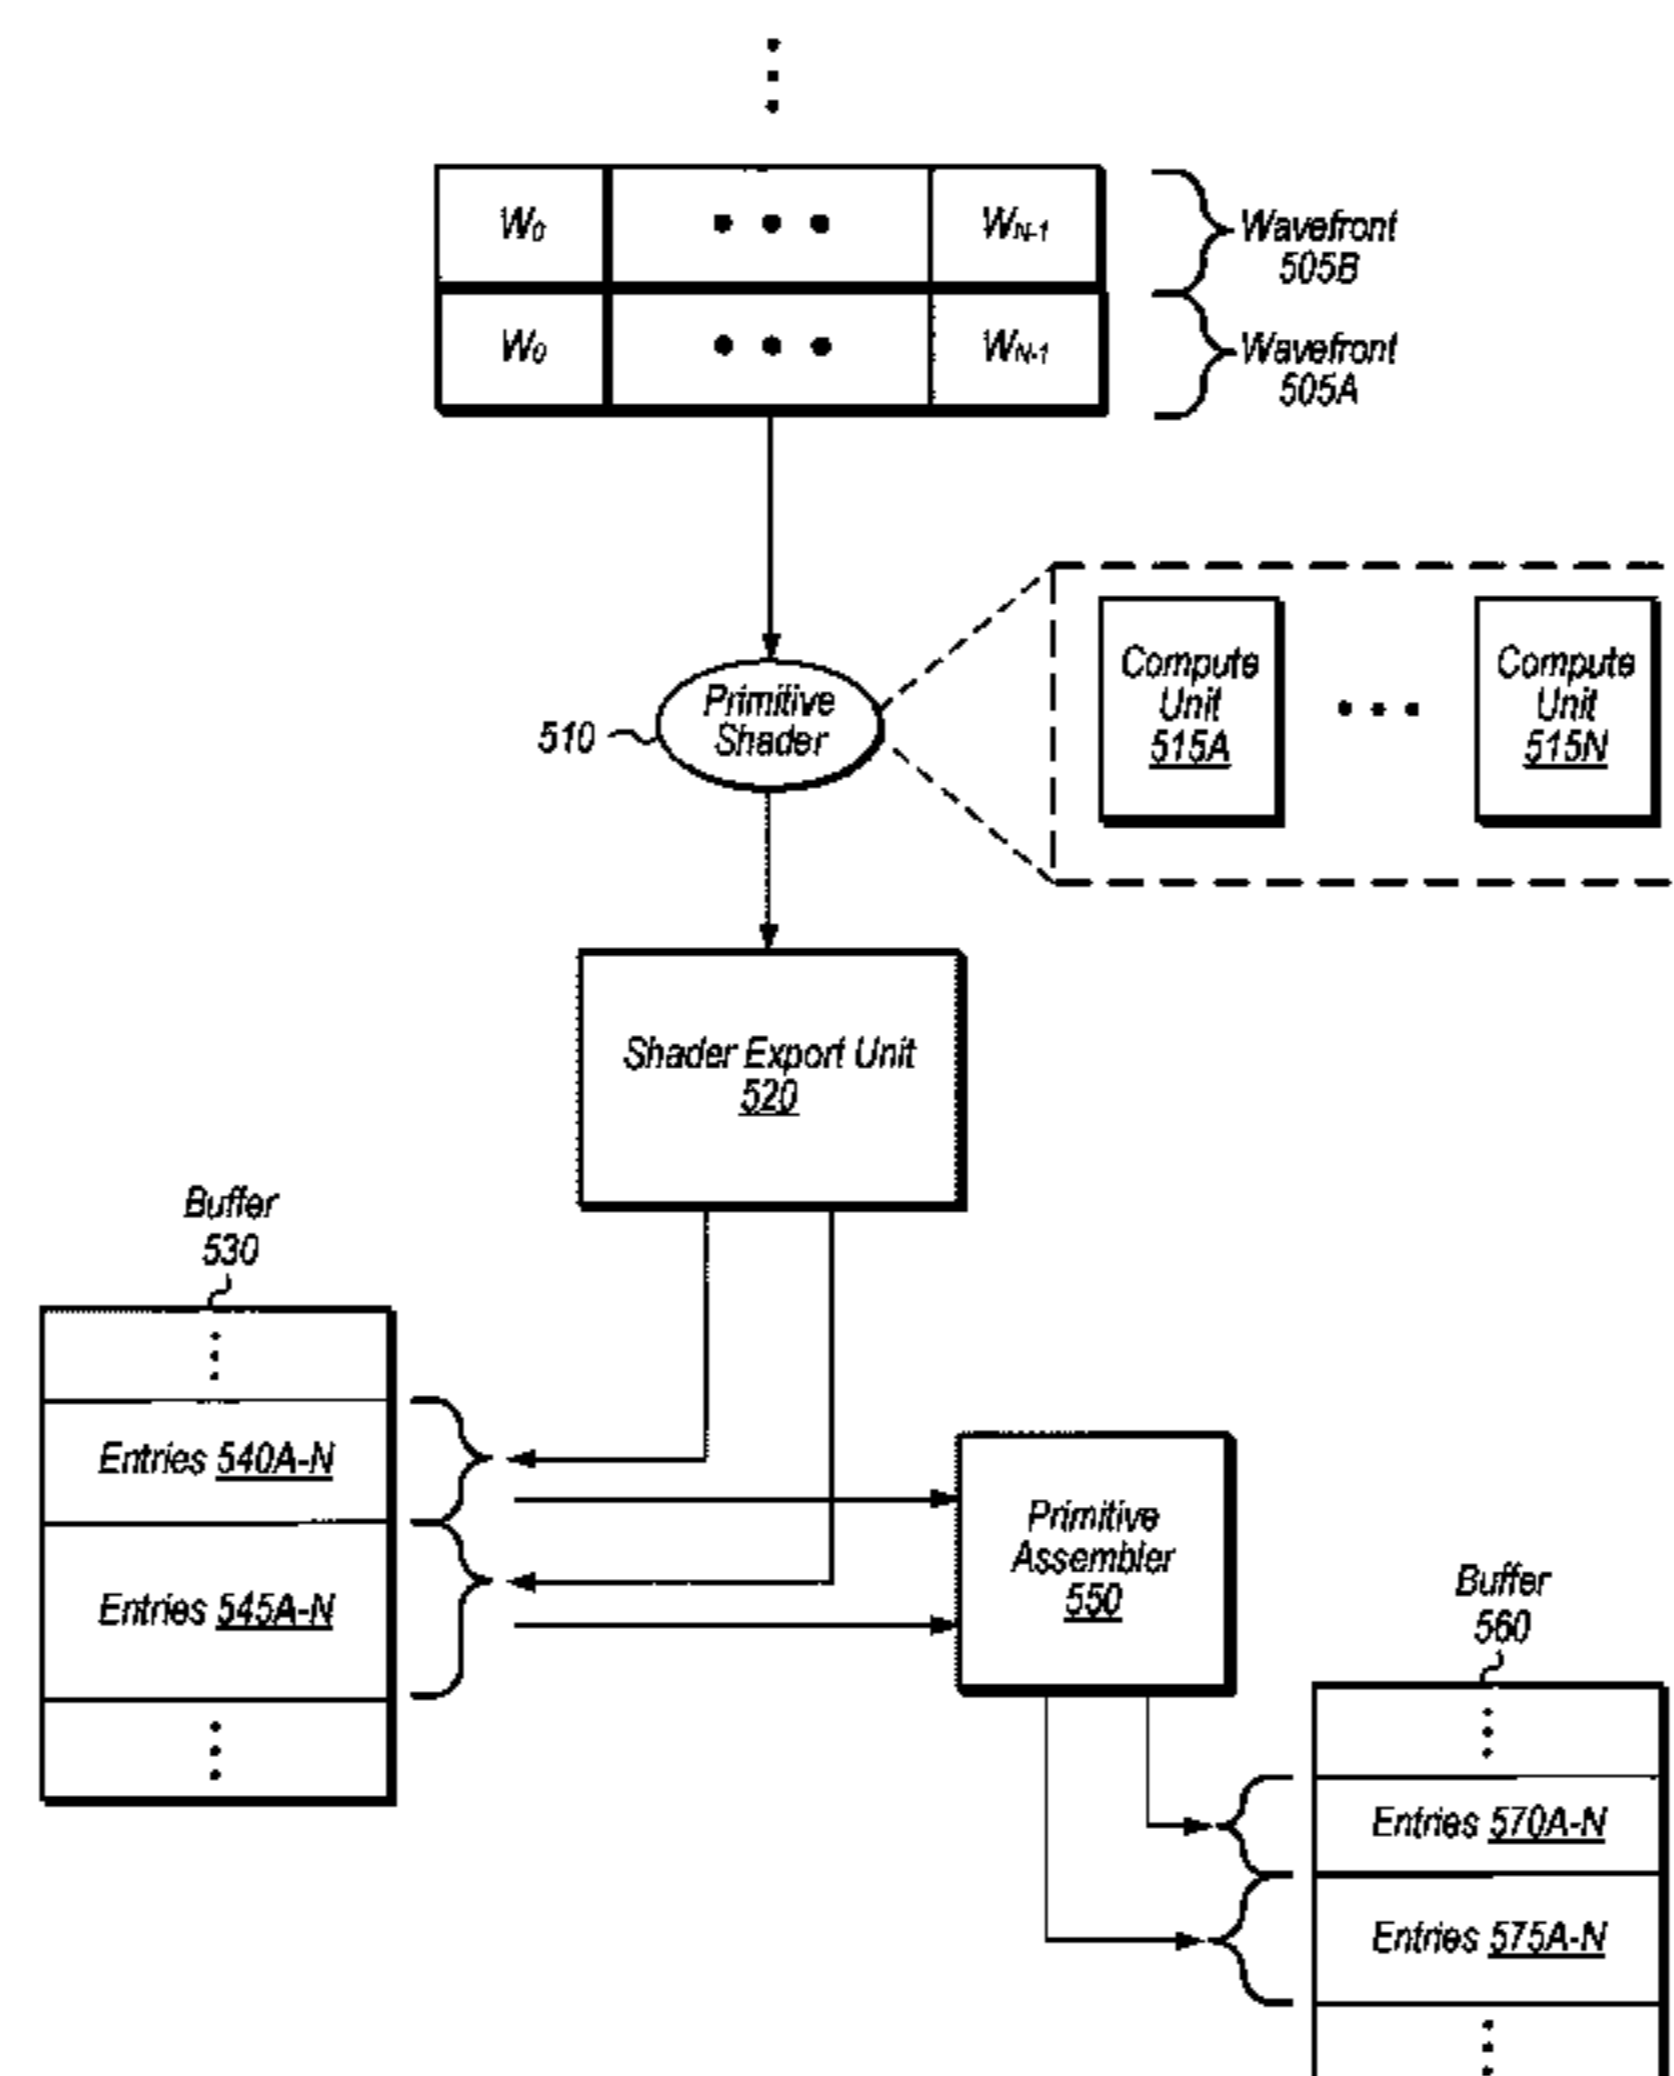 W0 WN-1
Wavefront
505B
W0 WN-1
Wavefront
505A
510
Primitive
Shader
Compute
Unit
515A
Compute
Unit
515N
Shader Export Unit
520
Buffer
530
Entries 540A-N
Entries 545A-N
Primitive
Assembler
550
Buffer
560
Entries 570A-N
Entries 575A-N